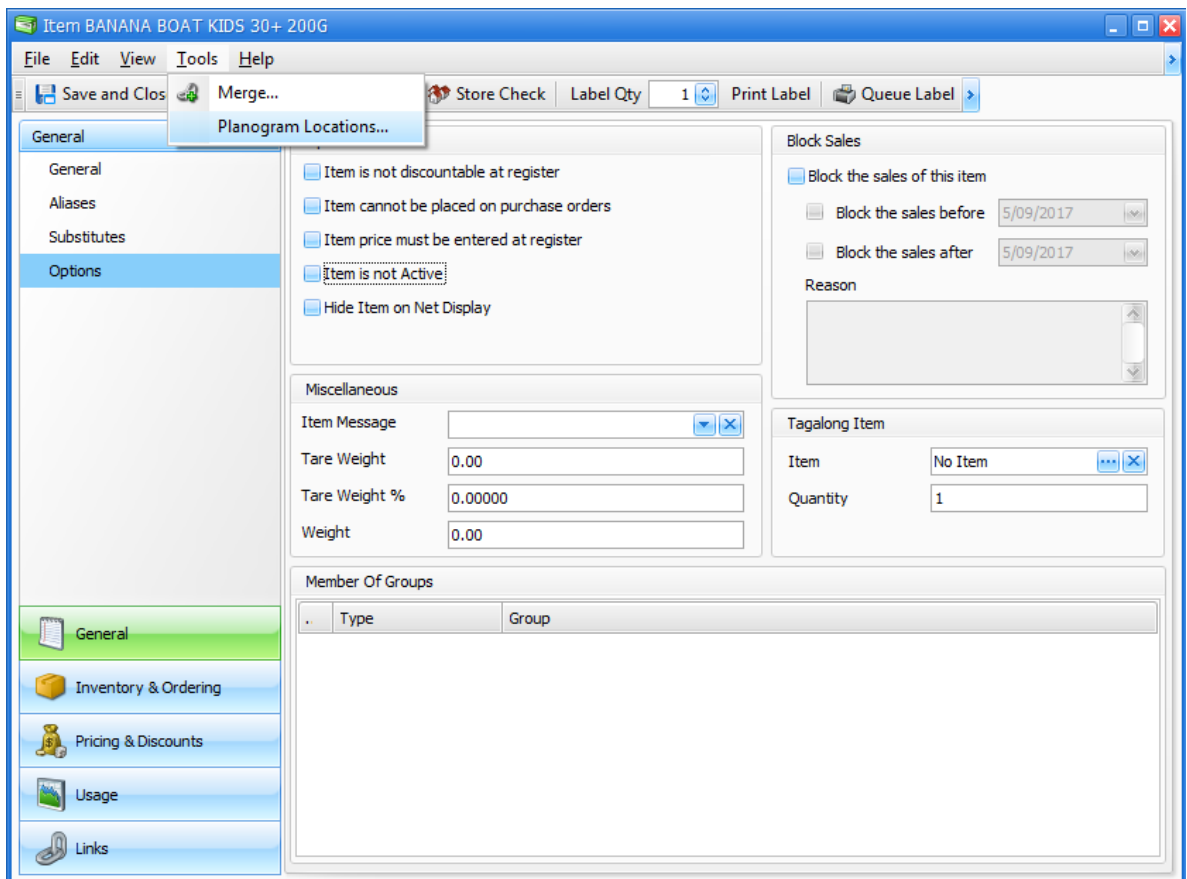 Item BANANA BOAT KIDS 30+ 200G
File Edit View Tools Help
Save and Clos Store Check Label Qty 1 Print Label Queue Label
Merge...
Planogram Locations...
General
General
Aliases
Substitutes
Options
Item is not discountable at register
Item cannot be placed on purchase orders
Item price must be entered at register
Item is not Active
Hide Item on Net Display
Block Sales
Block the sales of this item
Block the sales before 5/09/2017
Block the sales after 5/09/2017
Reason
Miscellaneous
Item Message
Tare Weight 0.00
Tare Weight % 0.00000
Weight 0.00
Tagalong Item
Item No Item
Quantity 1
Member Of Groups
.. Type Group
General
Inventory & Ordering
Pricing & Discounts
Usage
Links